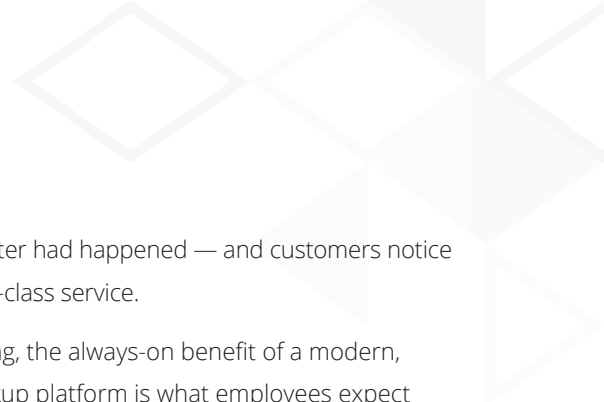 ter had happened — and customers notice
-class service.
g, the always-on benefit of a modern,
kup platform is what employees expect